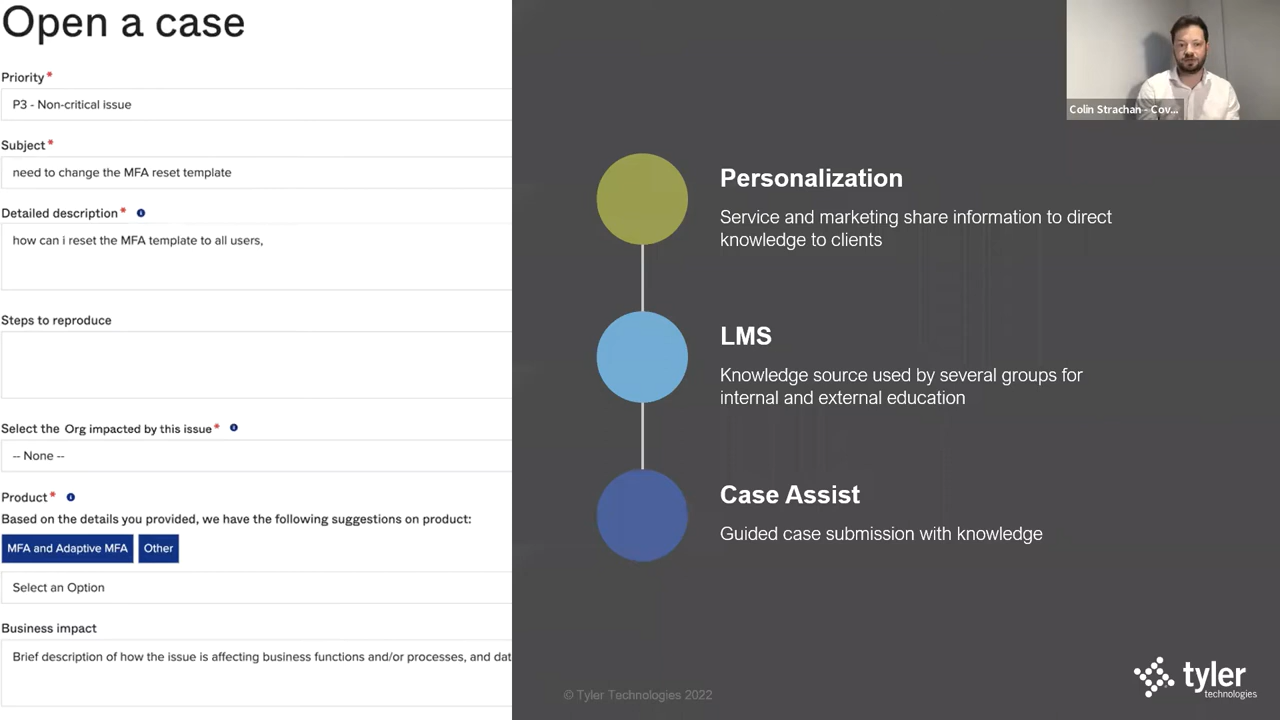 Open a case
Priority*
P3 - Non-critical issue
Subject*
need to change the MFA reset template
Detailed description*
how can i reset the MFA template to all users,
Steps to reproduce
Select the Org impacted by this issue*
-- None --
Product*
Based on the details you provided, we have the following suggestions on product:
MFA and Adaptive MFA
Other
Select an Option
Business impact
Brief description of how the issue is affecting business functions and/or processes, and dat
Colin Strachan - Cov...
Personalization
Service and marketing share information to direct
knowledge to clients
LMS
Knowledge source used by several groups for
internal and external education
Case Assist
Guided case submission with knowledge
© Tyler Technologies 2022
tyler
technologies